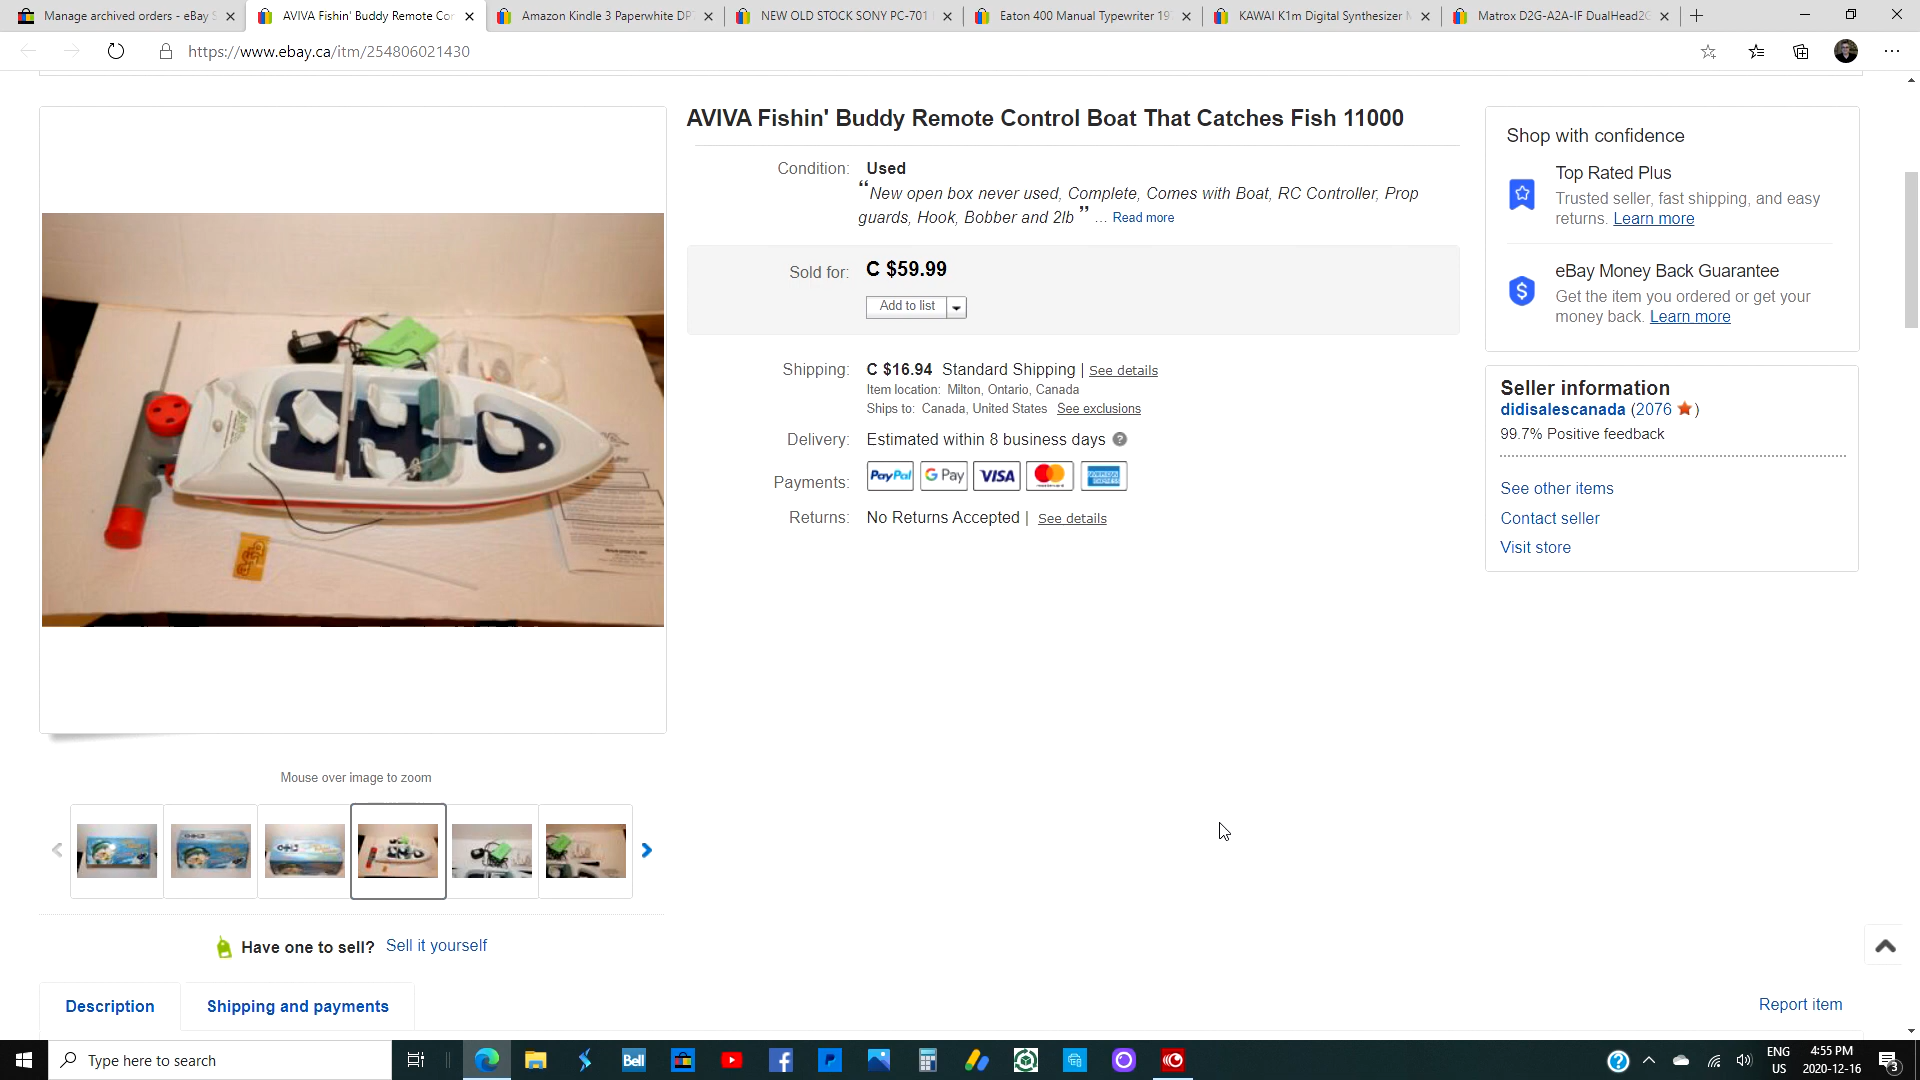 Manage archived orders - eBay S
AVIVA Fishin' Buddy Remote Cor
Amazon Kindle 3 Paperwhite DP
NEW OLD STOCK SONY PC-701
Eaton 400 Manual Typewriter 19
KAWAI K1m Digital Synthesizer M
Matrox D2G-A2A-IF DualHead2G
https://www.ebay.ca/itm/254806021430
AVIVA Fishin' Buddy Remote Control Boat That Catches Fish 11000
Condition: Used
“New open box never used, Complete, Comes with Boat, RC Controller, Prop
guards, Hook, Bobber and 2lb ” ... Read more
Sold for: C $59.99
Add to list
Shipping: C $16.94 Standard Shipping | See details
Item location: Milton, Ontario, Canada
Ships to: Canada, United States See exclusions
Delivery: Estimated within 8 business days ?
Payments: PayPal G Pay VISA
Returns: No Returns Accepted | See details
Shop with confidence
Top Rated Plus
Trusted seller, fast shipping, and easy
returns. Learn more
eBay Money Back Guarantee
Get the item you ordered or get your
money back. Learn more
Seller information
didisalescanada (2076 )
99.7% Positive feedback
See other items
Contact seller
Visit store
Mouse over image to zoom
Have one to sell? Sell it yourself
Description
Shipping and payments
Report item
Type here to search
Bell
ENG
US
4:55 PM
2020-12-16
3